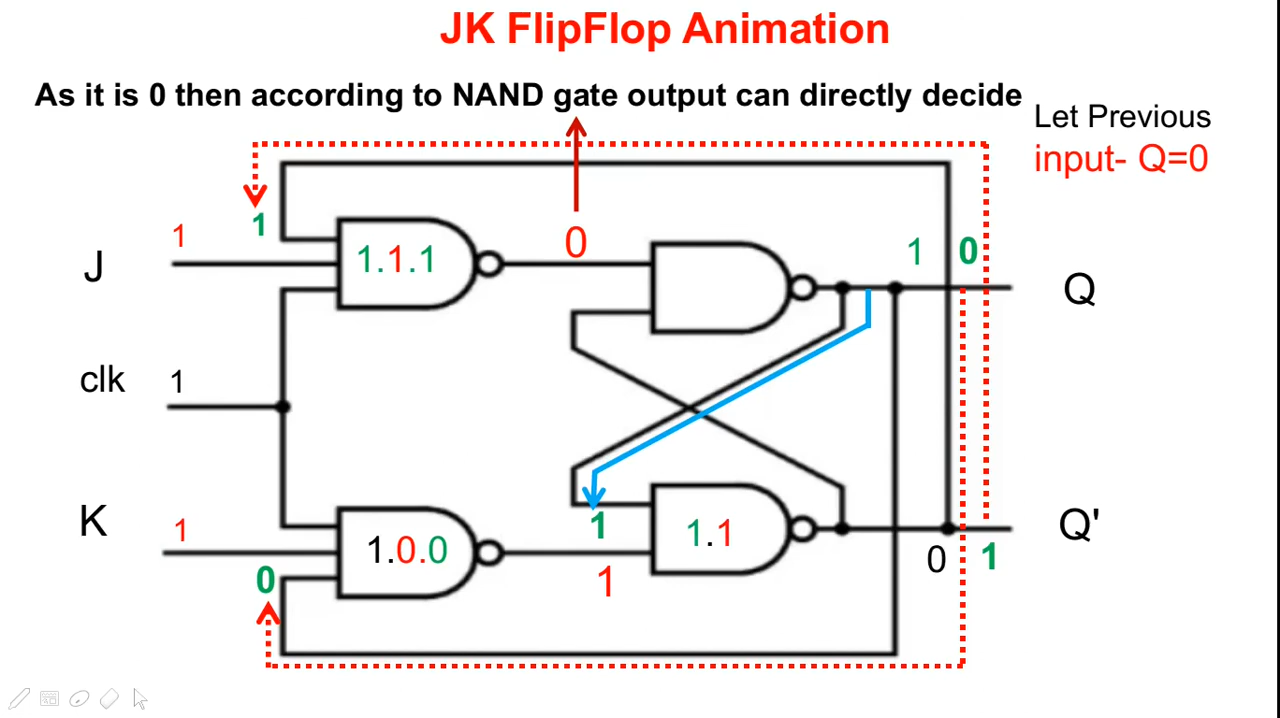 JK FlipFlop Animation
As it is 0 then according to NAND gate output can directly decide
Let Previous
input- Q=0
1
1
J
1.1.1
0
1
0
Q
clk
1
K
1
0
1.0.0
1
1
1.1
0
1
Q'